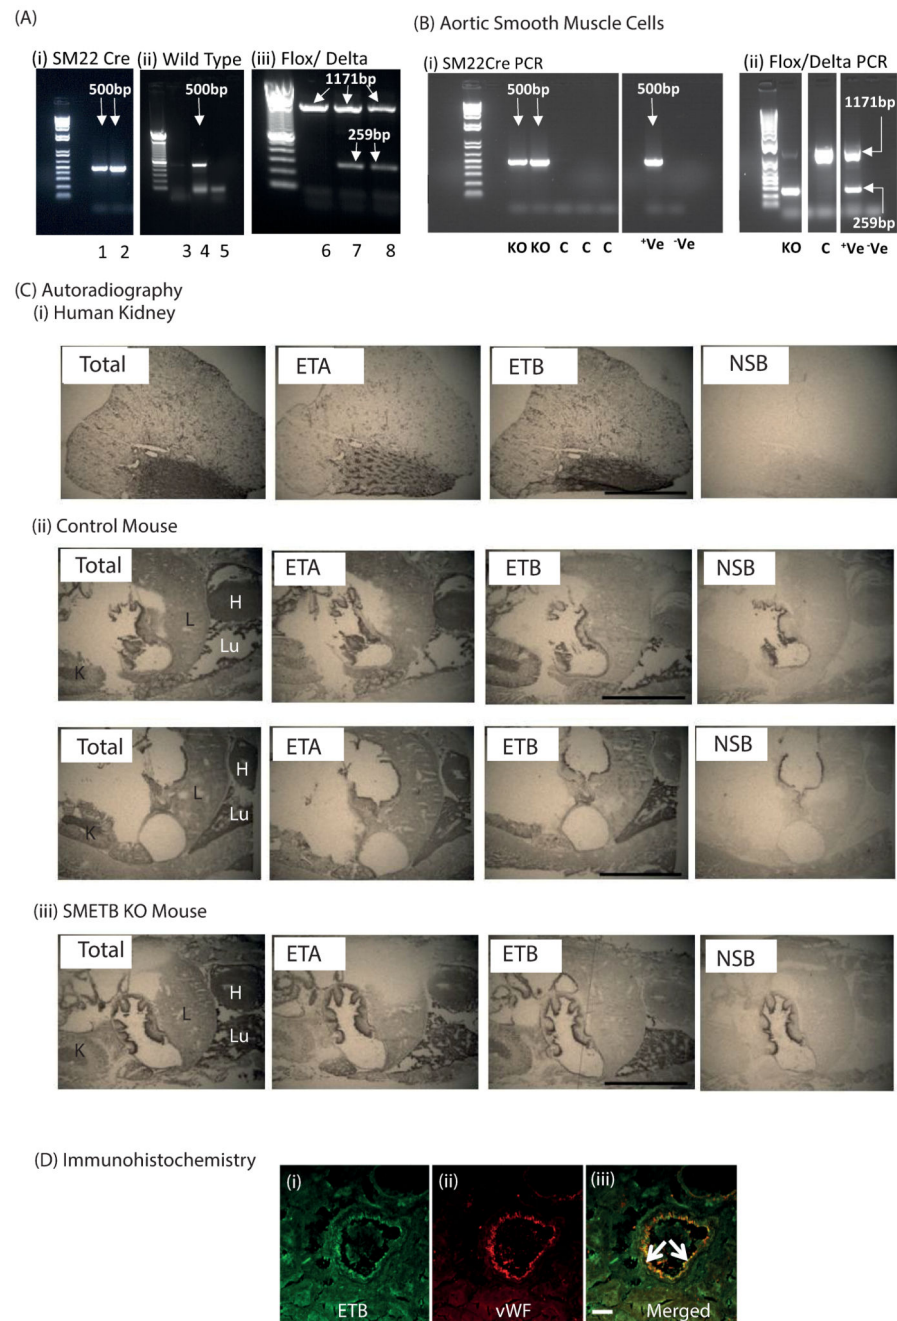 (A)
(B) Aortic Smooth Muscle Cells
(i) SM22 Cre (ii) Wild Type (iii) Flox/ Delta
500bp 500bp 1171bp
259bp
1 2 3 4 5 6 7 8
(i) SM22Cre PCR (ii) Flox/Delta PCR
500bp 500bp 1171bp
259bp
KO KO C C C +Ve -Ve KO C +Ve -Ve
(C) Autoradiography
(i) Human Kidney
Total ETA ETB NSB
(ii) Control Mouse
Total ETA ETB NSB
H
L
Lu
K
Total ETA ETB NSB
H
L
Lu
K
(iii) SMETB KO Mouse
Total ETA ETB NSB
H
L
Lu
K
(D) Immunohistochemistry
(i) (ii) (iii)
ETB vWF Merged